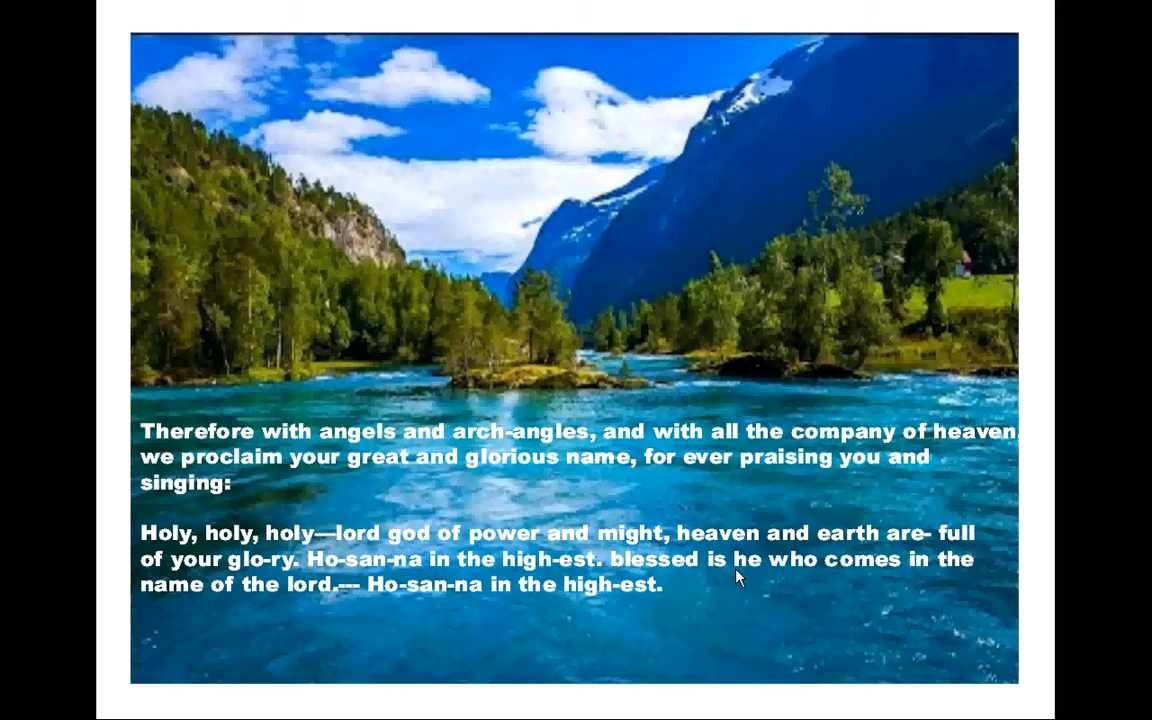 Therefore with angels and arch-angles, and with all the company of heaven,
we proclaim your great and glorious name, for ever praising you and
singing:
Holy, holy, holy—lord god of power and might, heaven and earth are- full
of your glo-ry. Ho-san-na in the high-est. blessed is he who comes in the
name of the lord.--- Ho-san-na in the high-est.